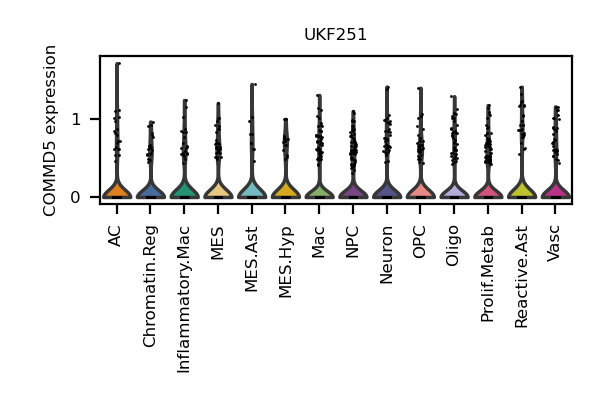 UKF251
COMMD5 expression
1
0
AC
Chromatin.Reg
Inflammatory.Mac
MES
MES.Ast
MES.Hyp
Mac
NPC
Neuron
OPC
Oligo
Prolif.Metab
Reactive.Ast
Vasc